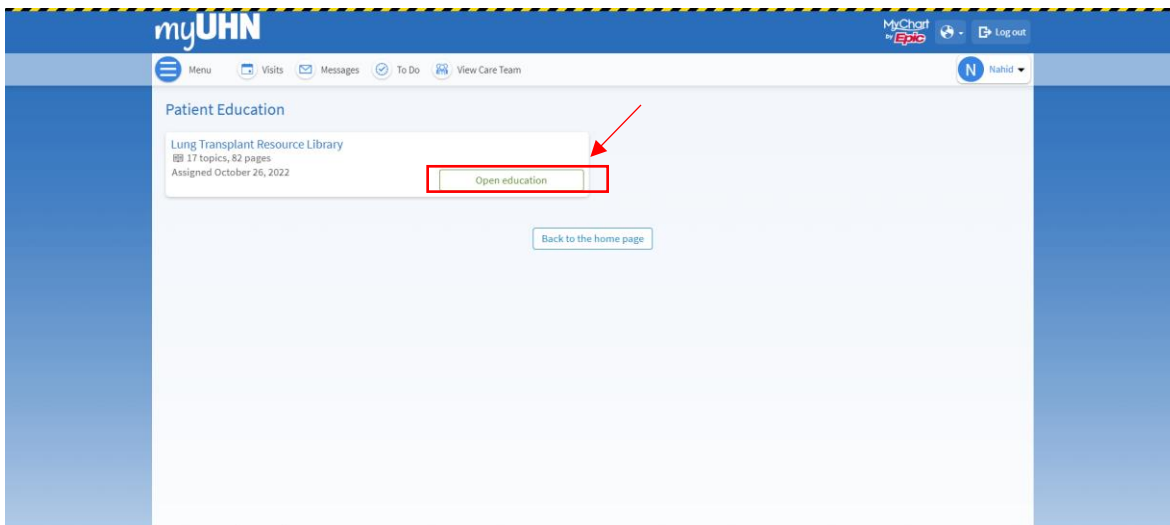 myUHN
MyChart
by Epic
Log out
Menu
Visits
Messages
To Do
View Care Team
N
Nahid
Patient Education
Lung Transplant Resource Library
17 topics, 82 pages
Assigned October 26, 2022
Open education
Back to the home page